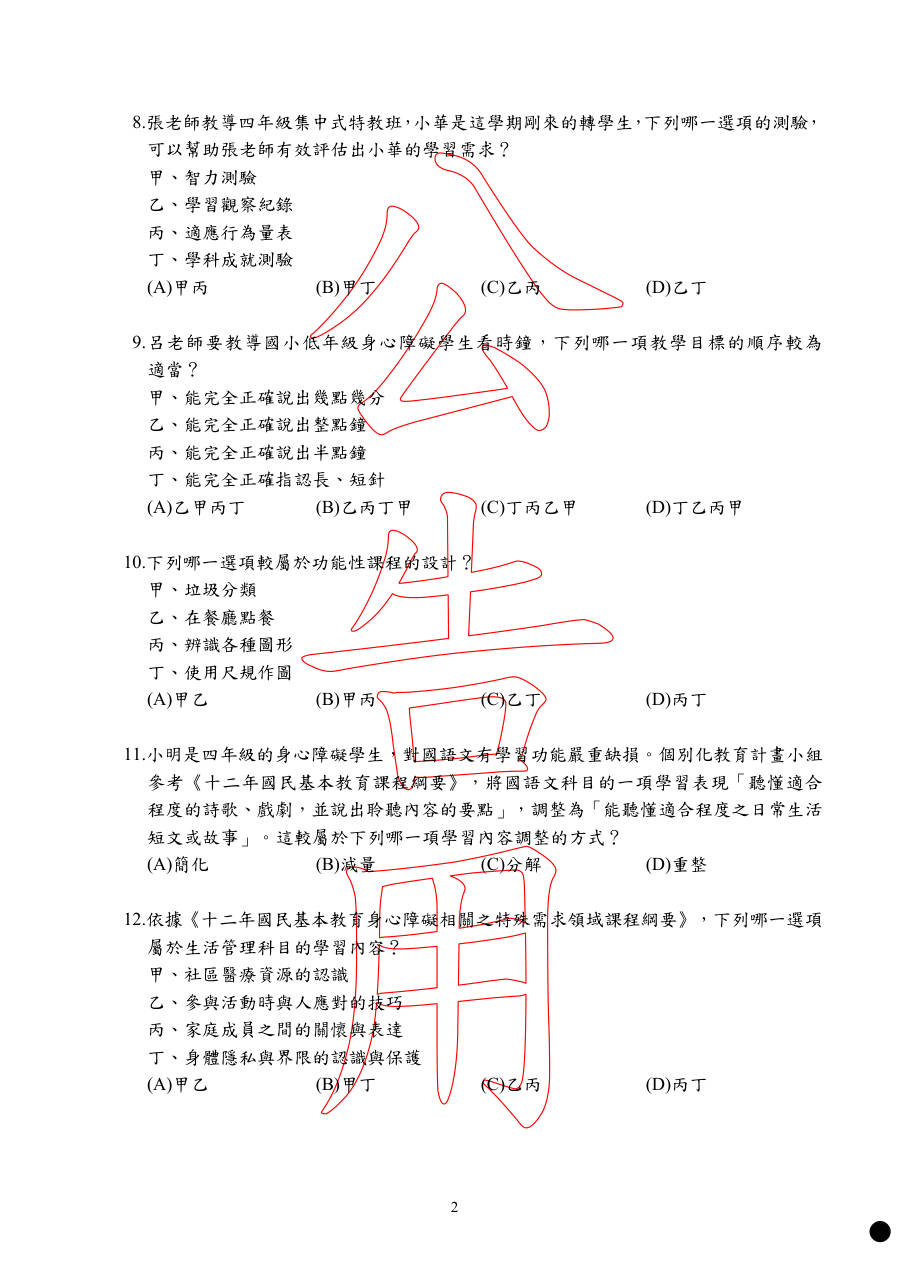 8.張老師教導四年級集中式特教班，小華是這學期剛來的轉學生，下列哪一選項的測驗，
可以幫助張老師有效評估出小華的學習需求？
甲、智力測驗
乙、學習觀察紀錄
丙、適應行為量表
丁、學科成就測驗
(A)甲丙 (B)甲丁 (C)乙丙 (D)乙丁
9.呂老師要教導國小低年級身心障礙學生看時鐘，下列哪一項教學目標的順序較為
適當？
甲、能完全正確說出幾點幾分
乙、能完全正確說出整點鐘
丙、能完全正確說出半點鐘
丁、能完全正確指認長、短針
(A)乙甲丙丁 (B)乙丙丁甲 (C)丁丙乙甲 (D)丁乙丙甲
10.下列哪一選項較屬於功能性課程的設計？
甲、垃圾分類
乙、在餐廳點餐
丙、辨識各種圖形
丁、使用尺規作圖
(A)甲乙 (B)甲丙 (C)乙丁 (D)丙丁
11.小明是四年級的身心障礙學生，對國語文有學習功能嚴重缺損。個別化教育計畫小組
參考《十二年國民基本教育課程綱要》，將國語文科目的一項學習表現「聽懂適合
程度的詩歌、戲劇，並說出聆聽內容的要點」，調整為「能聽懂適合程度之日常生活
短文或故事」。這較屬於下列哪一項學習內容調整的方式？
(A)簡化 (B)減量 (C)分解 (D)重整
12.依據《十二年國民基本教育身心障礙相關之特殊需求領域課程綱要》，下列哪一選項
屬於生活管理科目的學習內容？
甲、社區醫療資源的認識
乙、參與活動時與人應對的技巧
丙、家庭成員之間的關懷與表達
丁、身體隱私與界限的認識與保護
(A)甲乙 (B)甲丁 (C)乙丙 (D)丙丁
公告用
2